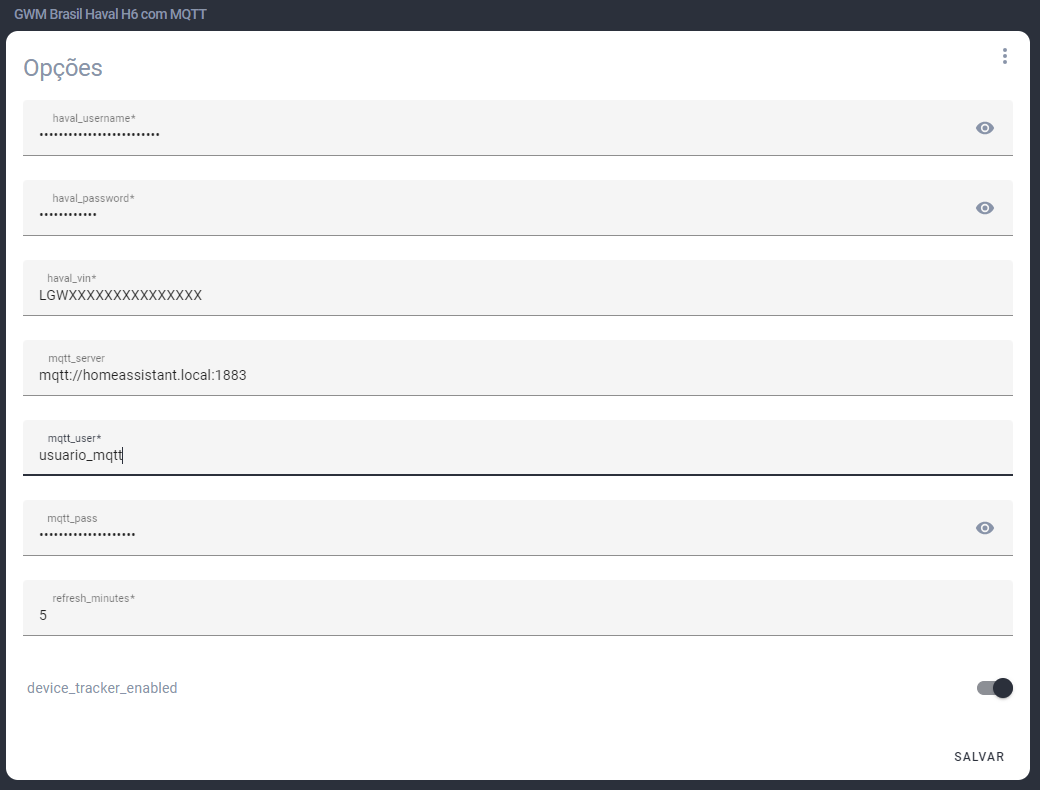 GWM Brasil Haval H6 com MQTT
Opções
haval_username*
•••••••••••••••••••••••••
haval_password*
••••••••••••
haval_vin*
LGWXXXXXXXXXXXXXX
mqtt_server
mqtt://homeassistant.local:1883
mqtt_user*
usuario_mqtt
mqtt_pass
••••••••••••••••••••
refresh_minutes*
5
device_tracker_enabled
SALVAR